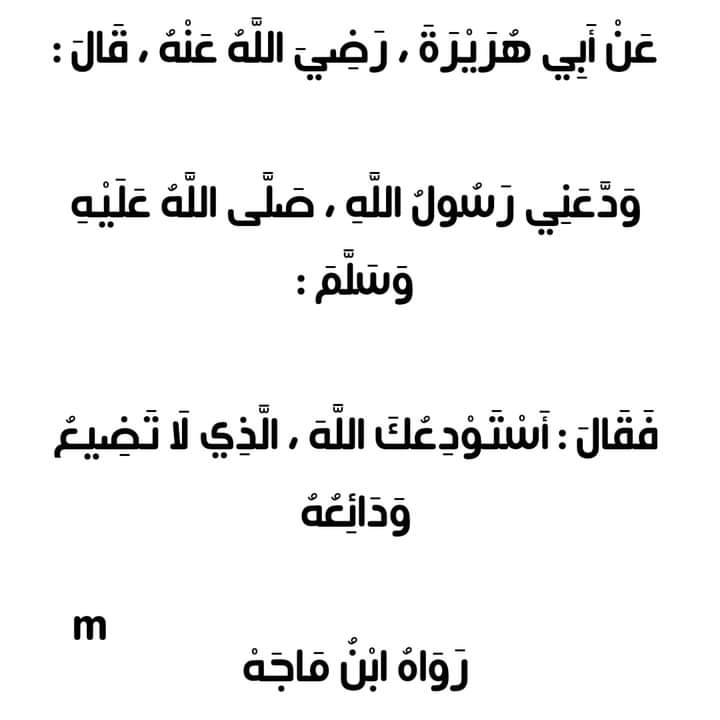 عَنْ أَبِي هُرَيْرَةَ ، رَضِيَ اللَّهُ عَنْهُ ، قَالَ :
وَدَّعَنِي رَسُولُ اللَّهِ ، صَلَّى اللَّهُ عَلَيْهِ
وَسَلَّمَ :
فَقَالَ : أَسْتَوْدِعُكَ اللَّهَ ، الَّذِي لَا تَضِيعُ
وَدَائِعُهُ
m
رَوَاهُ ابْنُ مَاجَهْ